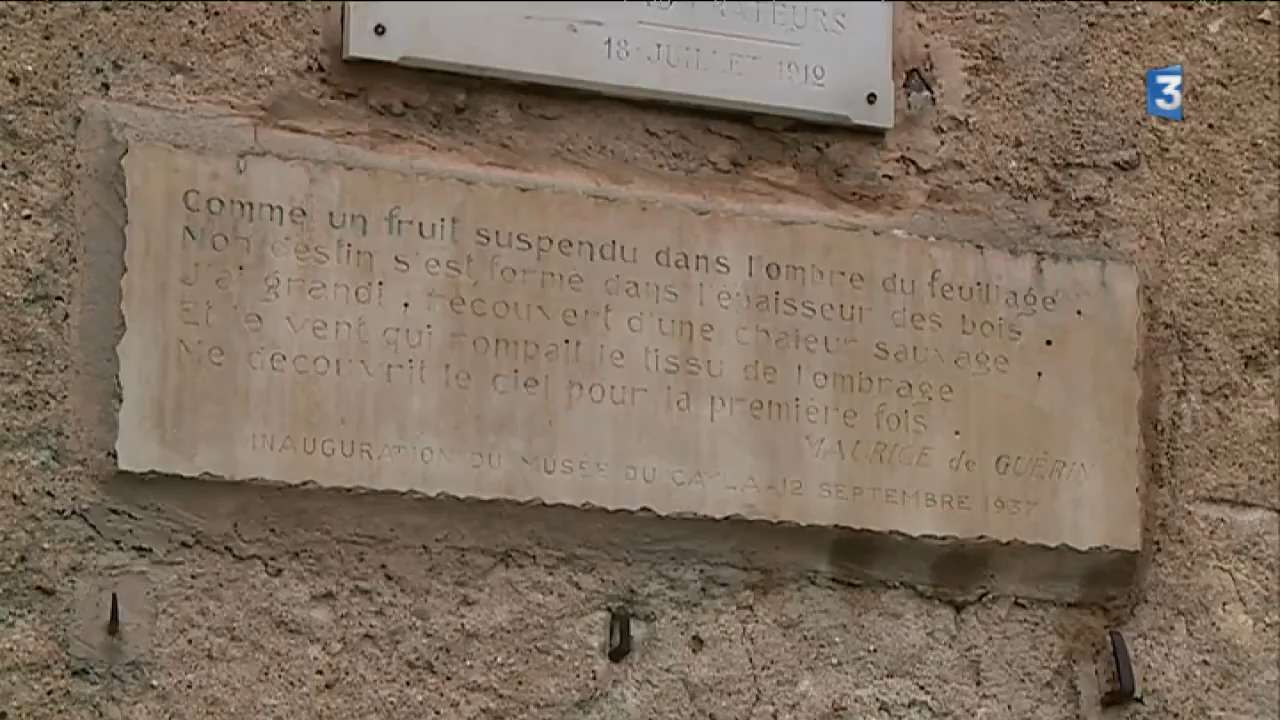 18 JUILLET 1912
3
Comme un fruit suspendu dans l'ombre du feuillage .
Mon destin s'est formé dans l'épaisseur des bois .
J'ai grandi , recouvert d'une chaleur sauvage ,
Et le vent qui rompait le tissu de l'ombrage
Me découvrit le ciel pour la première fois .
MAURICE de GUÉRIN
INAUGURATION DU MUSÉE DU CAYLA - 12 SEPTEMBRE 1937